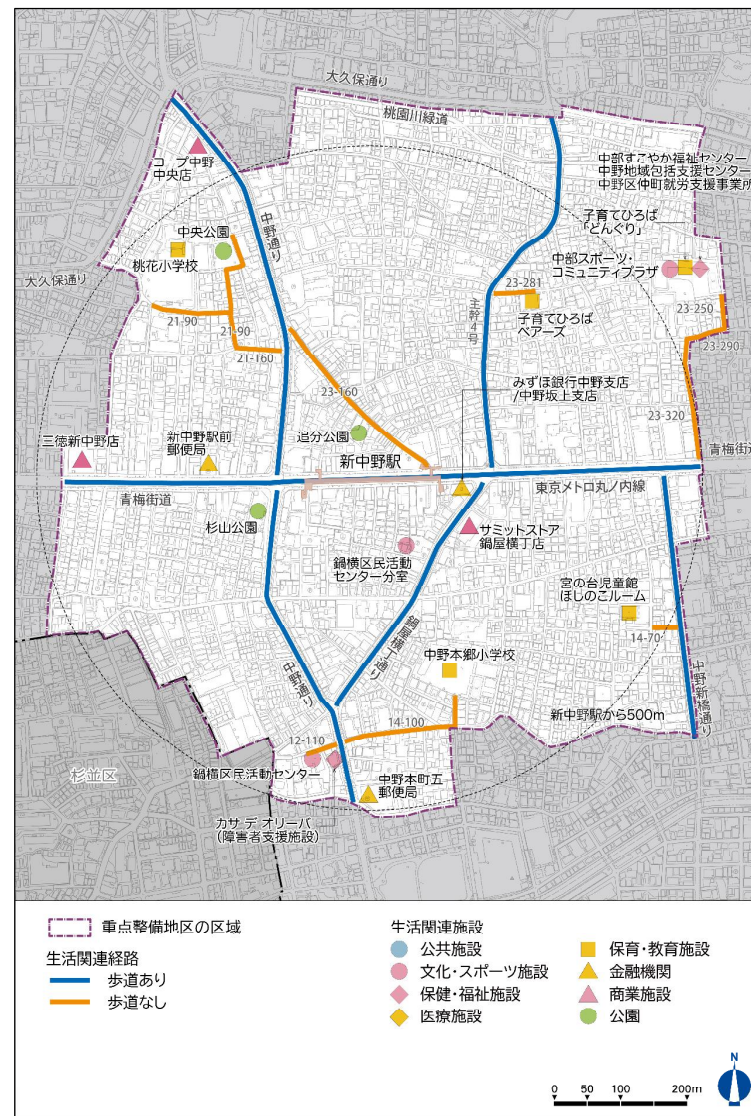 大久保通り
桃園川緑道
コープ中野
中央店
中野通り
中部すこやか福祉センター
中野地域包括支援センター
中野区仲町就労支援事業所
子育てひろば
「どんぐり」
中央公園
桃花小学校
中部スポーツ・
コミュニティプラザ
大久保通り
23-281
主幹4号
子育てひろば
ベアーズ
23-250
23-290
21-90
21-90
21-160
23-160
みずほ銀行中野支店
/中野坂上支店
23-320
三徳新中野店
新中野駅前
郵便局
追分公園
新中野駅
青梅街道
青梅街道
東京メトロ丸ノ内線
杉山公園
サミットストア
鍋屋横丁店
鍋横区民活動
センター分室
宮の台児童館
ほしのこルーム
鍋屋横丁通り
中野本郷小学校
14-70
中野通り
中野新橋通り
新中野駅から500m
14-100
12-110
杉並区
鍋横区民活動センター
中野本町五
郵便局
カサ デ オリーバ
(障害者支援施設)
重点整備地区の区域
生活関連経路
歩道あり
歩道なし
生活関連施設
公共施設
文化・スポーツ施設
保健・福祉施設
医療施設
保育・教育施設
金融機関
商業施設
公園
N
0 50 100 200m